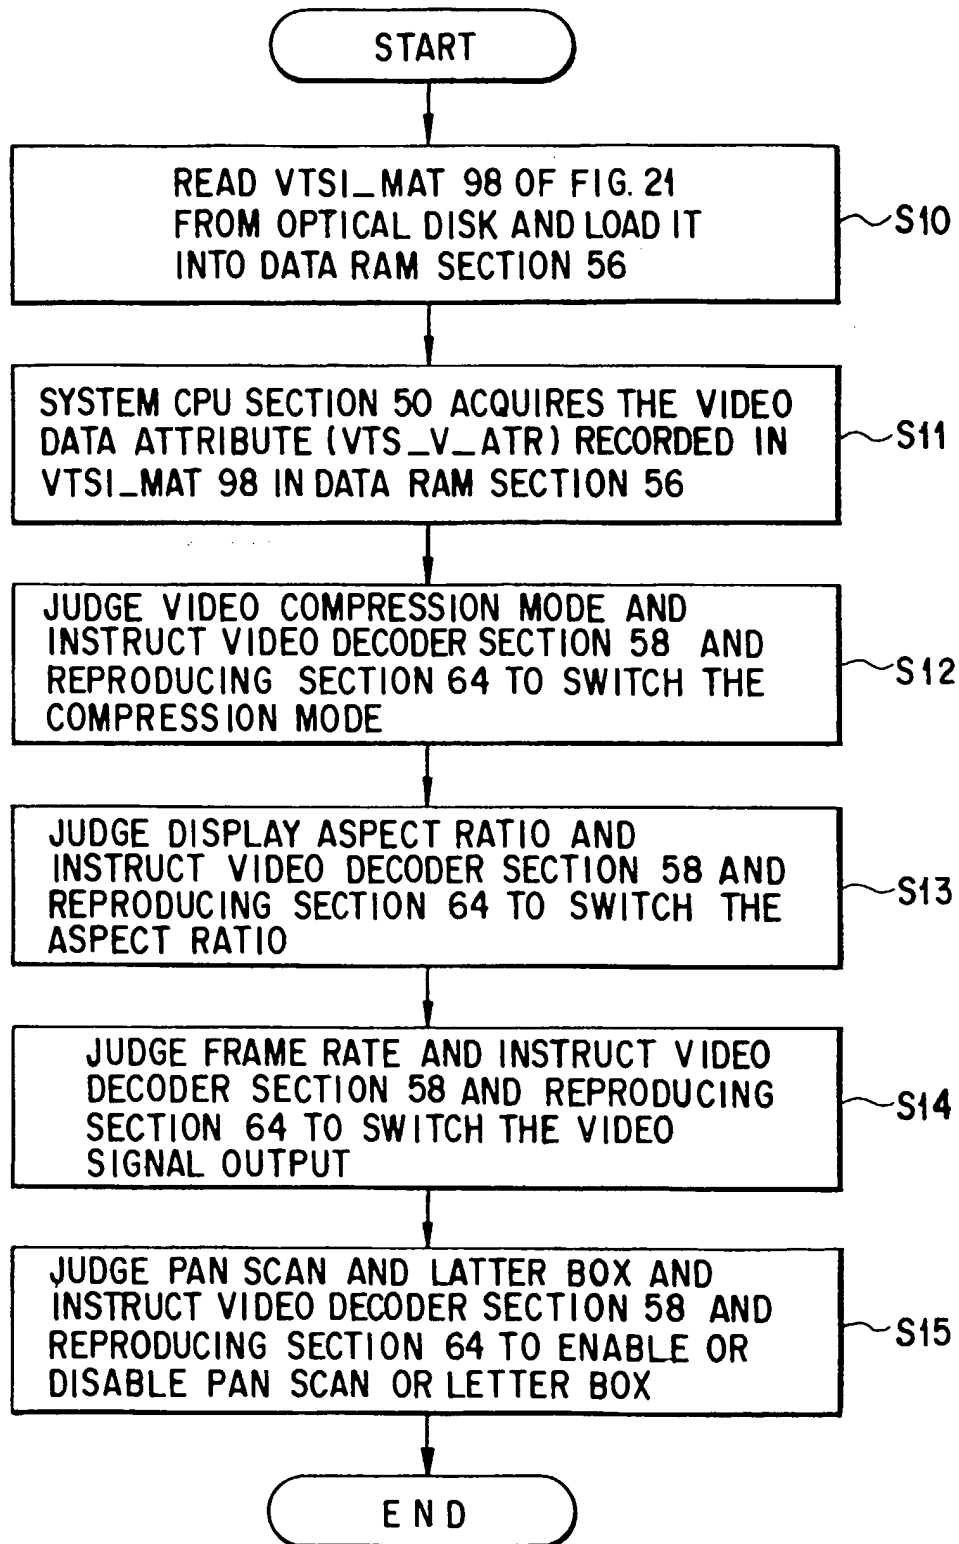 START
READ VTSI_MAT 98 OF FIG. 21
FROM OPTICAL DISK AND LOAD IT
INTO DATA RAM SECTION 56
S10
SYSTEM CPU SECTION 50 ACQUIRES THE VIDEO
DATA ATTRIBUTE (VTS_V_ATR) RECORDED IN
VTSI_MAT 98 IN DATA RAM SECTION 56
S11
JUDGE VIDEO COMPRESSION MODE AND
INSTRUCT VIDEO DECODER SECTION 58 AND
REPRODUCING SECTION 64 TO SWITCH THE
COMPRESSION MODE
S12
JUDGE DISPLAY ASPECT RATIO AND
INSTRUCT VIDEO DECODER SECTION 58 AND
REPRODUCING SECTION 64 TO SWITCH THE
ASPECT RATIO
S13
JUDGE FRAME RATE AND INSTRUCT VIDEO
DECODER SECTION 58 AND REPRODUCING
SECTION 64 TO SWITCH THE VIDEO
SIGNAL OUTPUT
S14
JUDGE PAN SCAN AND LATTER BOX AND
INSTRUCT VIDEO DECODER SECTION 58 AND
REPRODUCING SECTION 64 TO ENABLE OR
DISABLE PAN SCAN OR LETTER BOX
S15
END